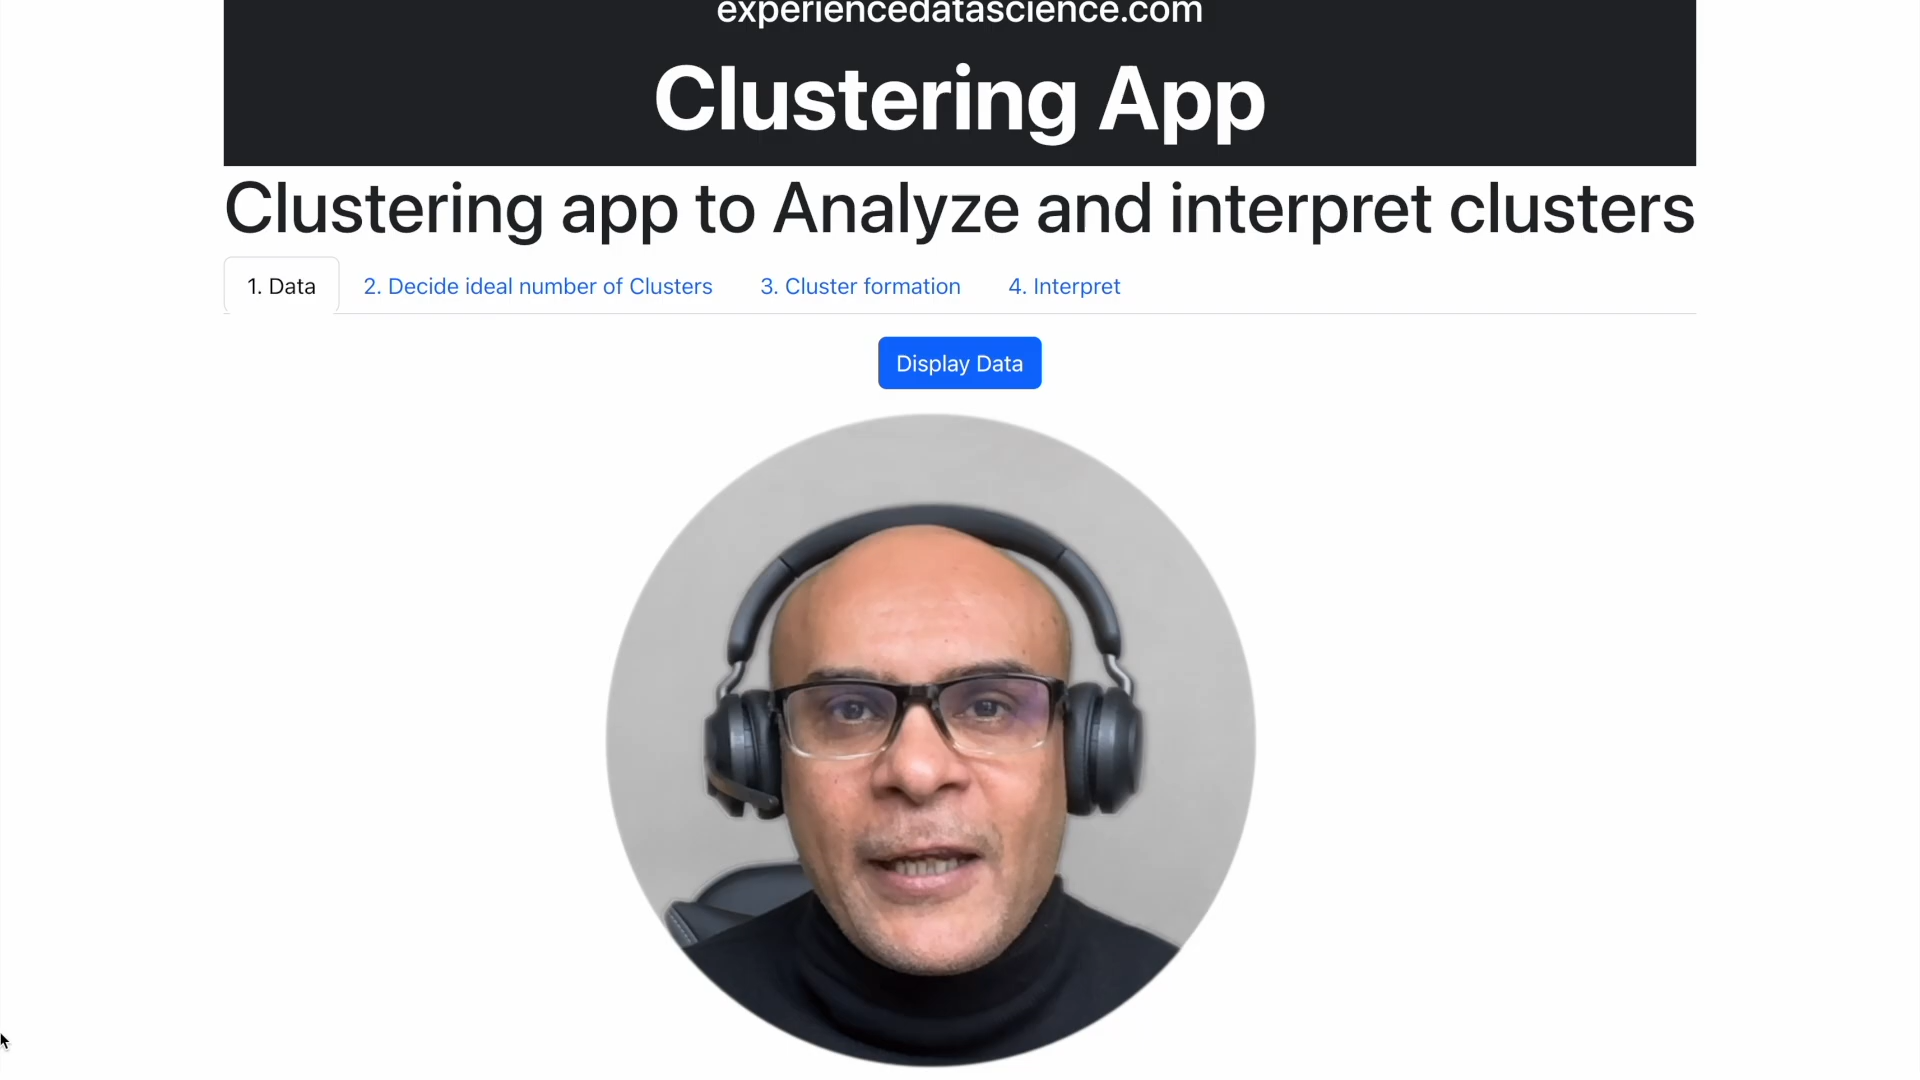 experiencedatascience.com
Clustering App
Clustering app to Analyze and interpret clusters
1. Data 2. Decide ideal number of Clusters 3. Cluster formation 4. Interpret
Display Data